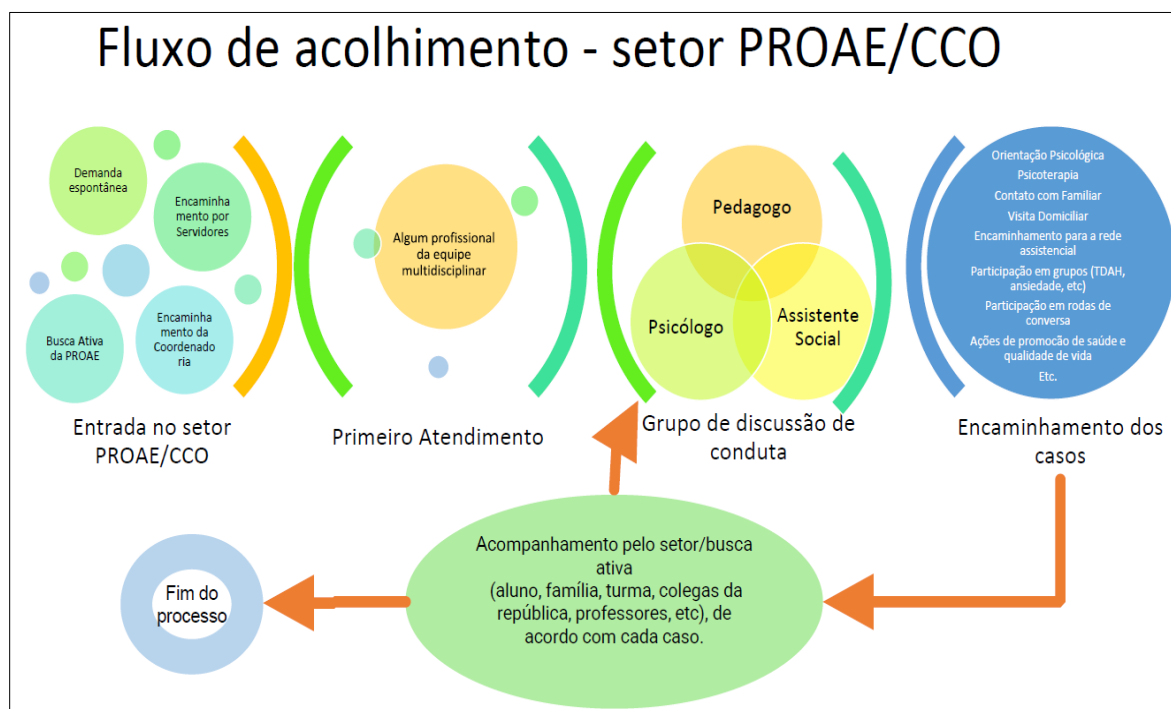 Fluxo de acolhimento - setor PROAE/CCO
Demanda
espontânea
Encaminha
mento por
Servidores
Busca Ativa
da PROAE
Encaminha
mento da
Coordenado
ria
Entrada no setor
PROAE/CCO
Algum profissional
da equipe
multidisciplinar
Primeiro Atendimento
Pedagogo
Psicólogo
Assistente
Social
Grupo de discussão de
conduta
Orientação Psicológica
Psicoterapia
Contato com Familiar
Visita Domiciliar
Encaminhamento para a rede
assistencial
Participação em grupos (TDAH,
ansiedade, etc)
Participação em rodas de
conversa
Ações de promocão de saúde e
qualidade de vida
Etc.
Encaminhamento dos
casos
Acompanhamento pelo setor/busca
ativa
(aluno, família, turma, colegas da
república, professores, etc), de
acordo com cada caso.
Fim do
processo